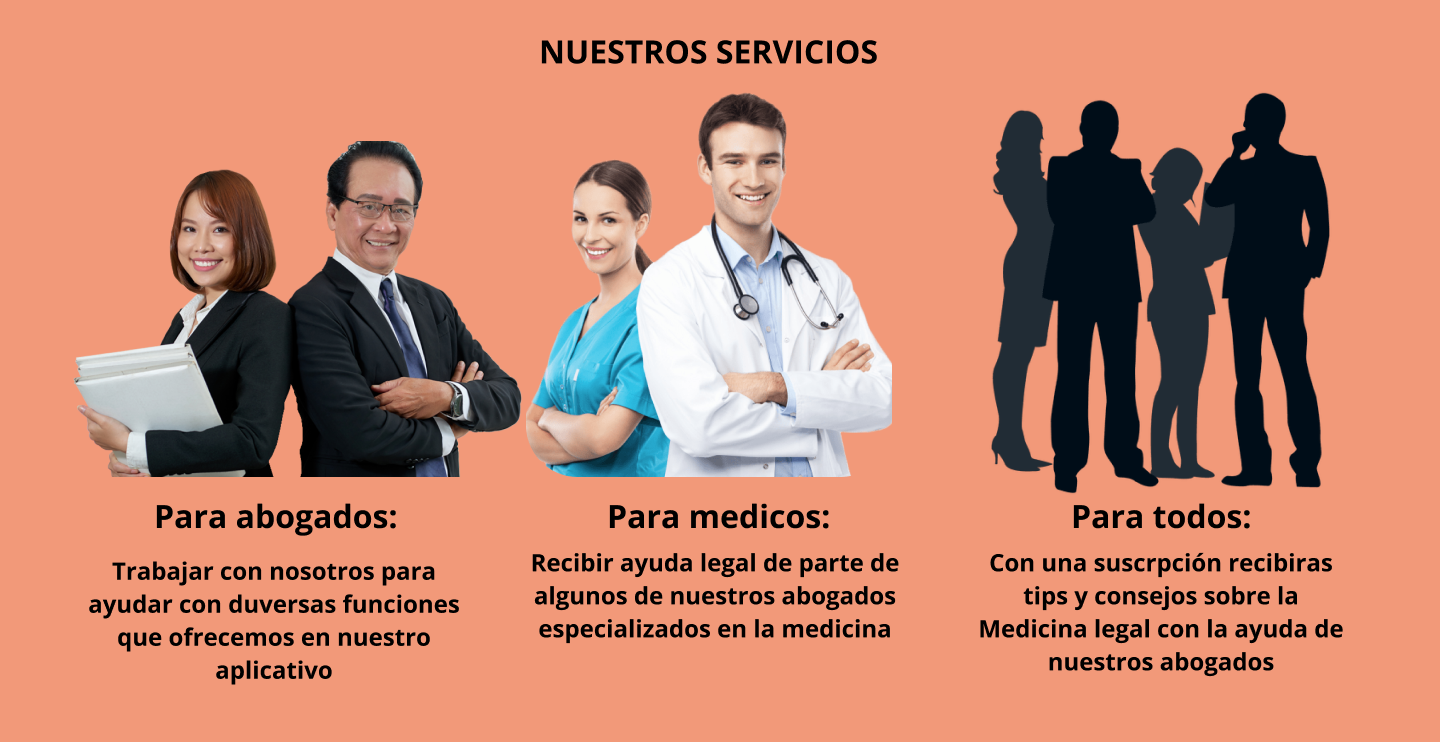 NUESTROS SERVICIOS
Para abogados:
Trabajar con nosotros para
ayudar con duversas funciones
que ofrecemos en nuestro
aplicativo
Para medicos:
Recibir ayuda legal de parte de
algunos de nuestros abogados
especializados en la medicina
Para todos:
Con una suscrpción recibiras
tips y consejos sobre la
Medicina legal con la ayuda de
nuestros abogados